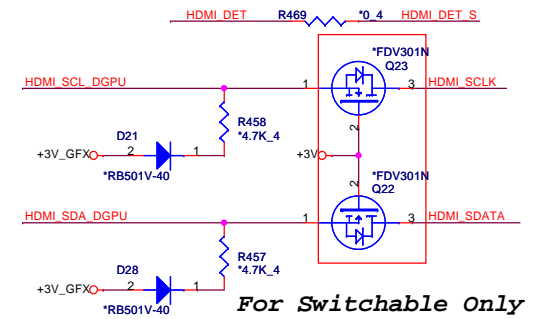 HDMI_DET R469 *0_4 HDMI_DET_S
*FDV301N
Q23
HDMI_SCL_DGPU 1 3 HDMI_SCLK
R458
*4.7K_4
D21
2
+3V_GFX 2 1 +3V
*RB501V-40
2
*FDV301N
Q22
HDMI_SDA_DGPU 1 3 HDMI_SDATA
R457
*4.7K_4
D28
+3V_GFX 2 1
*RB501V-40
For Switchable Only